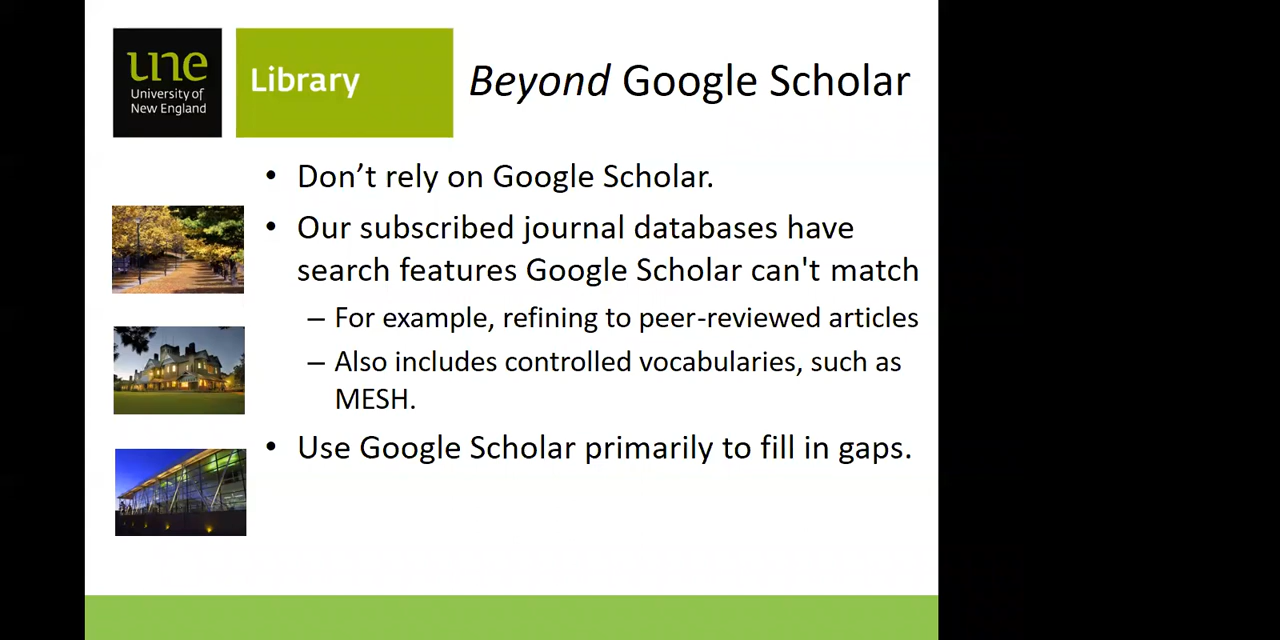 une
University of
New England
Library
Beyond Google Scholar
• Don’t rely on Google Scholar.
• Our subscribed journal databases have
search features Google Scholar can't match
– For example, refining to peer-reviewed articles
– Also includes controlled vocabularies, such as
MESH.
• Use Google Scholar primarily to fill in gaps.